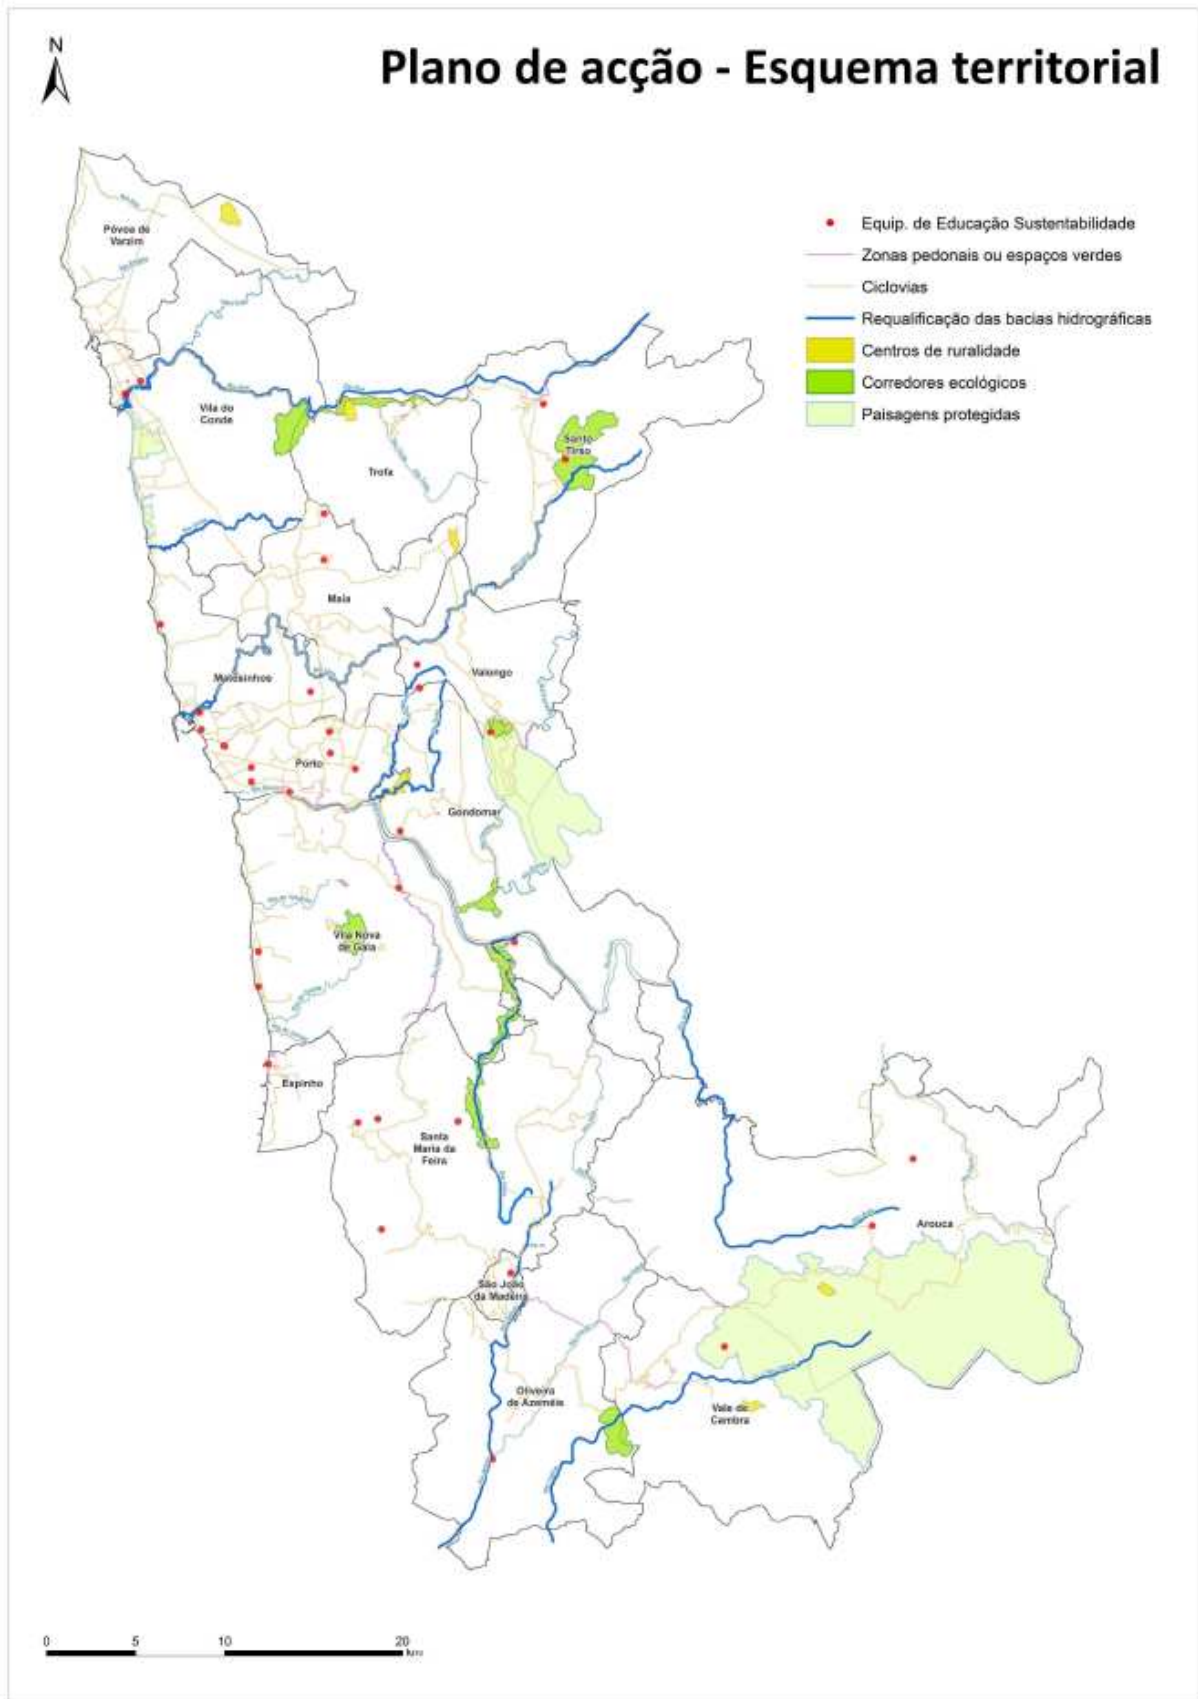 N
Plano de acção - Esquema territorial
Equip. de Educação Sustentabilidade
Zonas pedonais ou espaços verdes
Ciclovias
Requalificação das bacias hidrográficas
Centros de ruralidade
Corredores ecológicos
Paisagens protegidas
Póvoa de
Varzim
Vila do
Conde
Trofa
Santo
Tirso
Maia
Matosinhos
Valongo
Porto
Gondomar
Vila Nova
de Gaia
Espinho
Santa
Maria da
Feira
Arouca
São João
da Madeira
Oliveira
de Azeméis
Vale de
Cambra
0 5 10 20
km